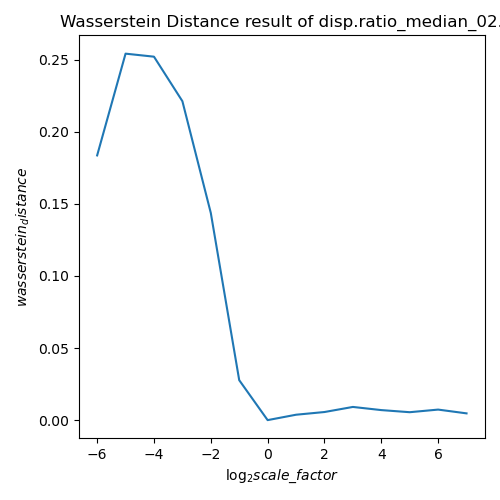 Wasserstein Distance result of disp.ratio_median_02.
0.25
0.20
0.15
0.10
0.05
0.00
wasserstein_distance
−6 −4 −2 0 2 4 6
log₂scale_factor